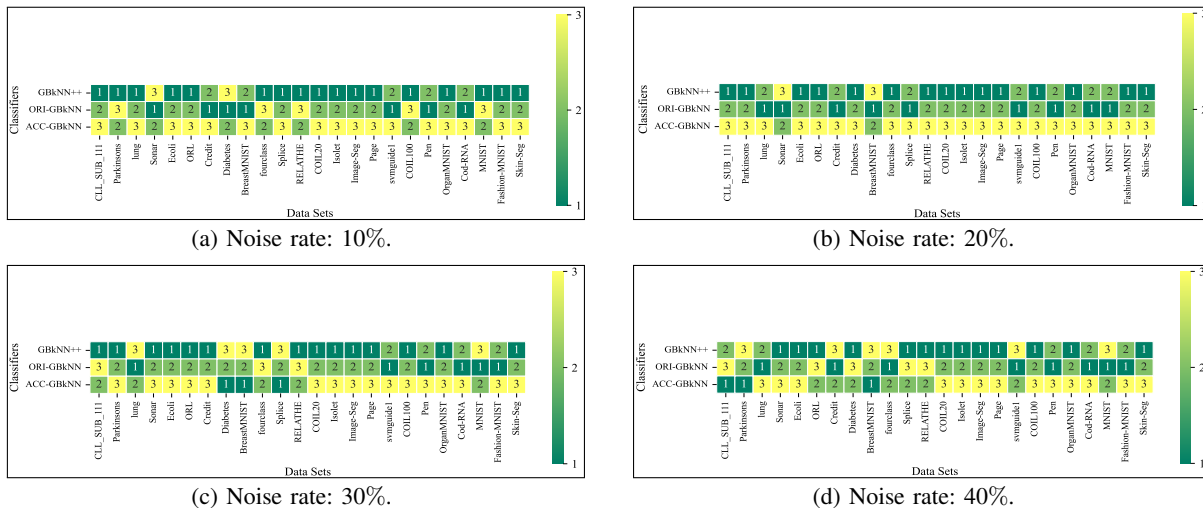 3
Classifiers
GBkNN++ 1 1 1 3 1 1 2 3 2 1 1 1 1 1 1 1 2 1 2 1 2 1 1 1
ORI-GBkNN 2 3 2 1 2 2 1 1 1 3 2 3 2 2 2 2 1 3 1 2 1 3 2 2
2
ACC-GBkNN 3 2 3 2 3 3 3 2 3 2 3 2 3 3 3 3 3 2 3 3 3 2 3 3
CLL_SUB_111
Parkinsons
lung
Sonar
Ecoli
ORL
Credit
Diabetes
BreastMNIST
fourclass
Splice
RELATHE
COIL20
Isolet
Image-Seg
Page
svmguide1
COIL100
Pen
OrganMNIST
Cod-RNA
MNIST
Fashion-MNIST
Skin-Seg
1
Data Sets
(a) Noise rate: 10%.
3
Classifiers
GBkNN++ 1 1 2 3 1 1 1 1 3 1 2 1 1 1 1 1 2 1 2 1 2 2 1 1
ORI-GBkNN 2 2 1 1 2 2 2 2 1 2 1 2 2 2 2 2 1 2 1 2 1 1 2 2
2
ACC-GBkNN 3 3 3 2 3 3 3 3 2 3 3 3 3 3 3 3 3 3 3 3 3 3 3 3
CLL_SUB_111
Parkinsons
lung
Sonar
Ecoli
ORL
Credit
Diabetes
BreastMNIST
fourclass
Splice
RELATHE
COIL20
Isolet
Image-Seg
Page
svmguide1
COIL100
Pen
OrganMNIST
Cod-RNA
MNIST
Fashion-MNIST
Skin-Seg
Data Sets
(b) Noise rate: 20%.
3
Classifiers
GBkNN++ 1 1 3 1 1 1 1 3 3 1 3 1 1 1 1 1 2 1 2 1 2 3 2 1
ORI-GBkNN 3 2 1 2 2 2 2 2 2 3 2 3 2 2 2 2 1 2 1 2 1 1 1 2
2
ACC-GBkNN 2 3 2 3 3 3 3 1 1 2 1 2 3 3 3 3 3 3 3 3 3 2 3 3
CLL_SUB_111
Parkinsons
lung
Sonar
Ecoli
ORL
Credit
Diabetes
BreastMNIST
fourclass
Splice
RELATHE
COIL20
Isolet
Image-Seg
Page
svmguide1
COIL100
Pen
OrganMNIST
Cod-RNA
MNIST
Fashion-MNIST
Skin-Seg
1
Data Sets
(c) Noise rate: 30%.
3
Classifiers
GBkNN++ 2 3 2 1 1 1 3 1 3 3 1 1 1 1 1 1 3 1 2 1 2 3 2 1
ORI-GBkNN 3 2 1 2 2 3 1 3 2 1 3 3 2 2 2 2 1 2 1 2 1 1 1 2
2
ACC-GBkNN 1 1 3 3 3 2 2 2 1 2 2 2 3 3 3 3 2 3 3 3 3 2 3 3
CLL_SUB_111
Parkinsons
lung
Sonar
Ecoli
ORL
Credit
Diabetes
BreastMNIST
fourclass
Splice
RELATHE
COIL20
Isolet
Image-Seg
Page
svmguide1
COIL100
Pen
OrganMNIST
Cod-RNA
MNIST
Fashion-MNIST
Skin-Seg
1
Data Sets
(d) Noise rate: 40%.